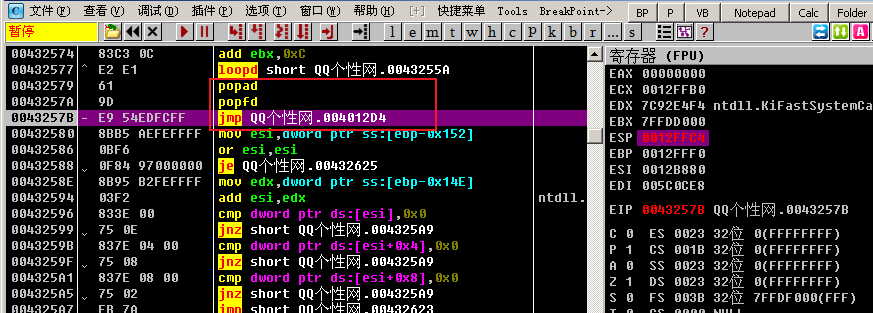 C 查看(V) 调试(D) 插件(P) 选项(T) 窗口(W) 帮助(H) [+] 快捷菜单 Tools BreakPoint-> BP P VB Notepad Calc Folder
暂停 l e m t w h c p k b r ... s
寄存器 (FPU)
00432574 83C3 0C add ebx,0xC
00432577 ^ E2 E1 loopd short QQ个性网.0043255A
00432579 61 popad
0043257A 9D popfd
0043257B - E9 54EDFCFF jmp QQ个性网.004012D4
00432580 8BB5 AEFEFFFF mov esi,dword ptr ss:[ebp-0x152]
00432586 0BF6 or esi,esi
00432588 0F84 97000000 je QQ个性网.00432625
0043258E 8B95 B2FEFFFF mov edx,dword ptr ss:[ebp-0x14E]
00432594 03F2 add esi,edx ntdll.
00432596 833E 00 cmp dword ptr ds:[esi],0x0
00432599 75 0E jnz short QQ个性网.004325A9
0043259B 837E 04 00 cmp dword ptr ds:[esi+0x4],0x0
0043259F 75 08 jnz short QQ个性网.004325A9
004325A1 837E 08 00 cmp dword ptr ds:[esi+0x8],0x0
004325A5 75 02 jnz short QQ个性网.004325A9
004325A7 EB 7A jmp short QQ个性网.00432623
EAX 00000000
ECX 0012FFB0
EDX 7C92E4F4 ntdll.KiFastSystemCa
EBX 7FFDD000
ESP 0012FFC4
EBP 0012FFF0
ESI 0012B880
EDI 005C0CE8
EIP 0043257B QQ个性网.0043257B
C 0 ES 0023 32位 0(FFFFFFFF)
P 1 CS 001B 32位 0(FFFFFFFF)
A 0 SS 0023 32位 0(FFFFFFFF)
Z 1 DS 0023 32位 0(FFFFFFFF)
S 0 FS 003B 32位 7FFDF000(FFF)
T 0 GS 0000 NULL